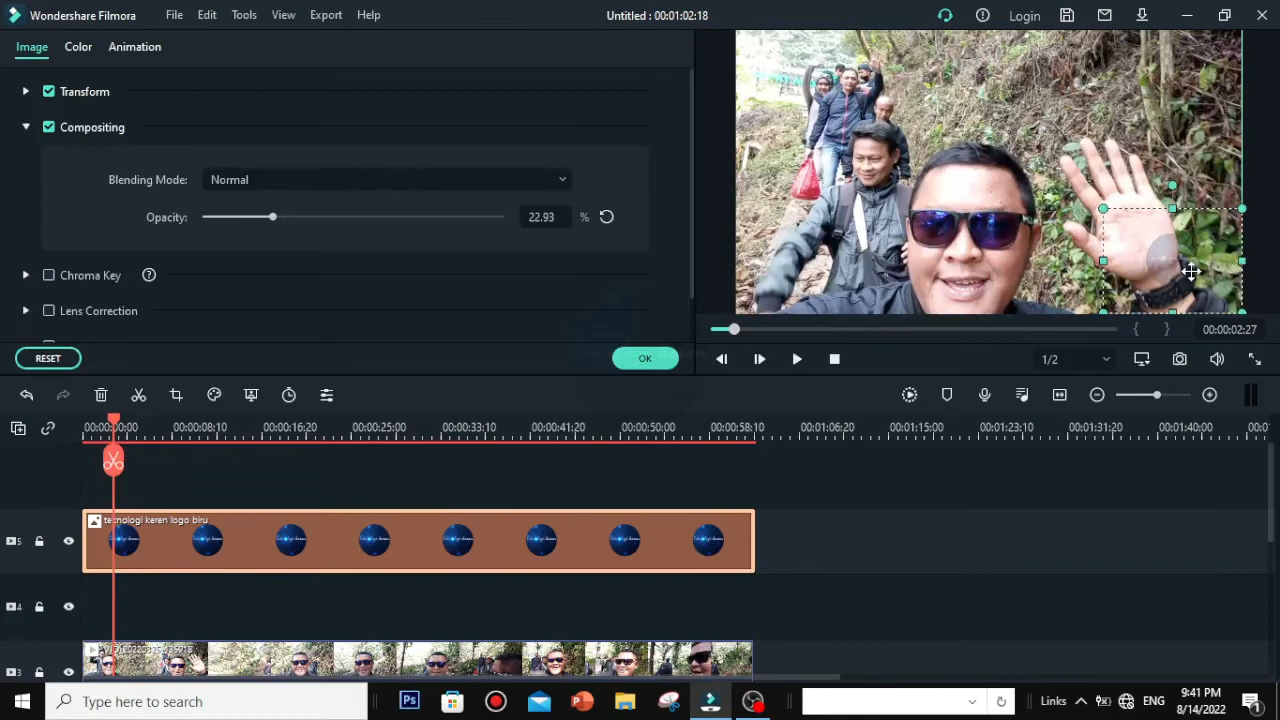 Wondershare Filmora File Edit Tools View Export Help Untitled : 00:01:02:18 Login
Image Color Animation
Transform
Compositing
Blending Mode: Normal
Opacity: 22.93 %
Chroma Key
Lens Correction
RESET OK
00:00:02:27
1/2
00:00:00:00 00:00:08:10 00:00:16:20 00:00:25:00 00:00:33:10 00:00:41:20 00:00:50:00 00:00:58:10 00:01:06:20 00:01:15:00 00:01:23:10 00:01:31:20 00:01:40:00
5 teknologi keren logo biru
4
3
Type here to search
Ps
Links ENG 9:41 PM
8/14/2022
1